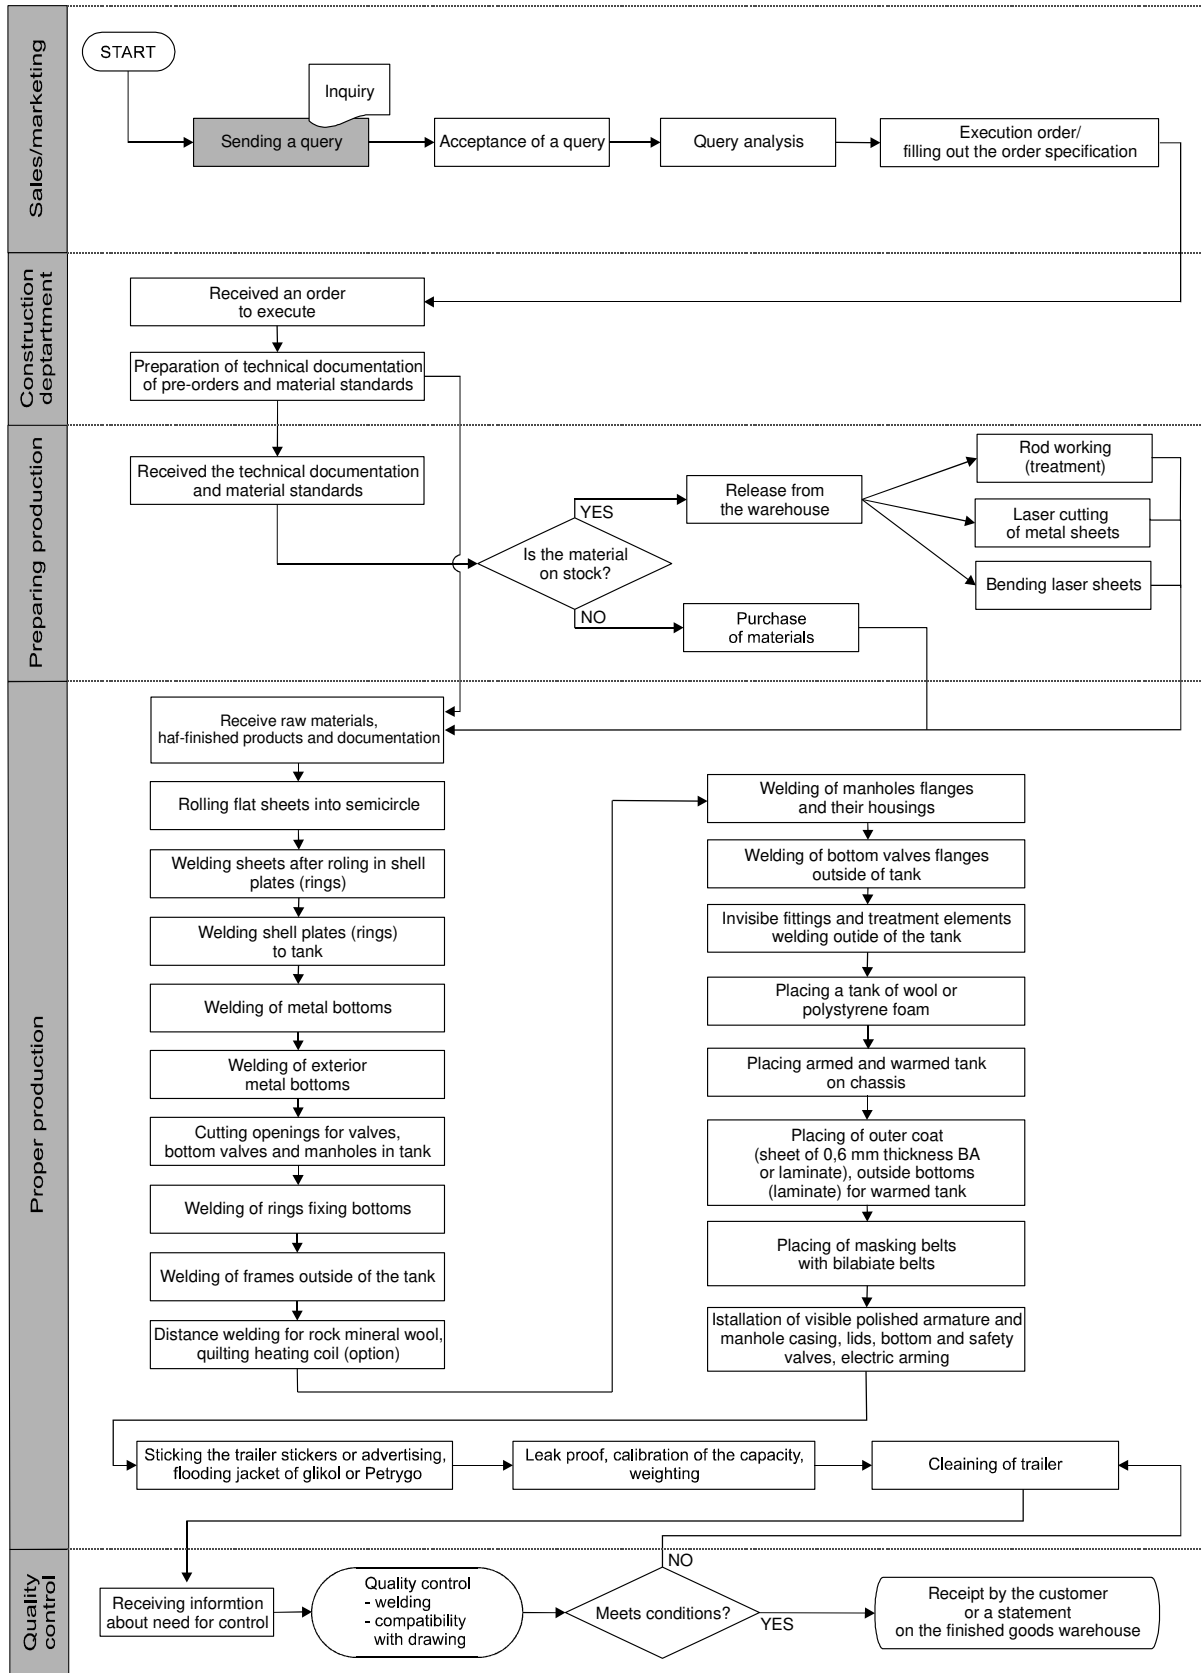 Sales/marketing
START
Inquiry
Sending a query
Acceptance of a query
Query analysis
Execution order/
filling out the order specification
Construction
deptartment
Received an order
to execute
Preparation of technical documentation
of pre-orders and material standards
Preparing production
Received the technical documentation
and material standards
Is the material
on stock?
YES
NO
Release from
the warehouse
Purchase
of materials
Rod working
(treatment)
Laser cutting
of metal sheets
Bending laser sheets
Proper production
Receive raw materials,
haf-finished products and documentation
Rolling flat sheets into semicircle
Welding sheets after roling in shell
plates (rings)
Welding shell plates (rings)
to tank
Welding of metal bottoms
Welding of exterior
metal bottoms
Cutting openings for valves,
bottom valves and manholes in tank
Welding of rings fixing bottoms
Welding of frames outside of the tank
Distance welding for rock mineral wool,
quilting heating coil (option)
Welding of manholes flanges
and their housings
Welding of bottom valves flanges
outside of tank
Invisibe fittings and treatment elements
welding outide of the tank
Placing a tank of wool or
polystyrene foam
Placing armed and warmed tank
on chassis
Placing of outer coat
(sheet of 0,6 mm thickness BA
or laminate), outside bottoms
(laminate) for warmed tank
Placing of masking belts
with bilabiate belts
Istallation of visible polished armature and
manhole casing, lids, bottom and safety
valves, electric arming
Sticking the trailer stickers or advertising,
flooding jacket of glikol or Petrygo
Leak proof, calibration of the capacity,
weighting
Cleaining of trailer
Quality
control
Receiving informtion
about need for control
Quality control
- welding
- compatibility
with drawing
Meets conditions?
NO
YES
Receipt by the customer
or a statement
on the finished goods warehouse